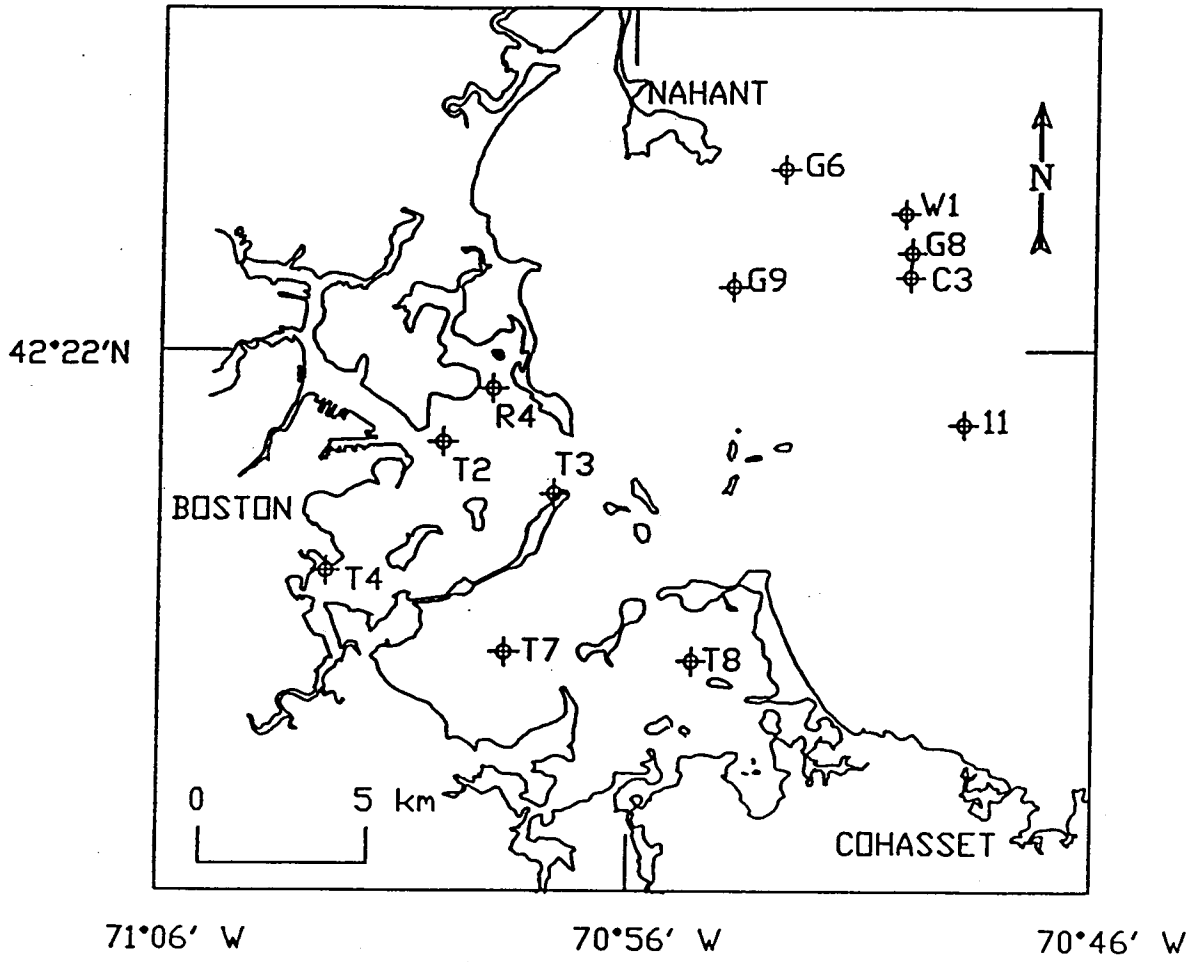 NAHANT
G6
N
W1
G8
G9
C3
42°22'N
R4
11
T2
T3
BOSTON
T4
T7
T8
0 5 km
COHASSET
71°06' W 70°56' W 70°46' W